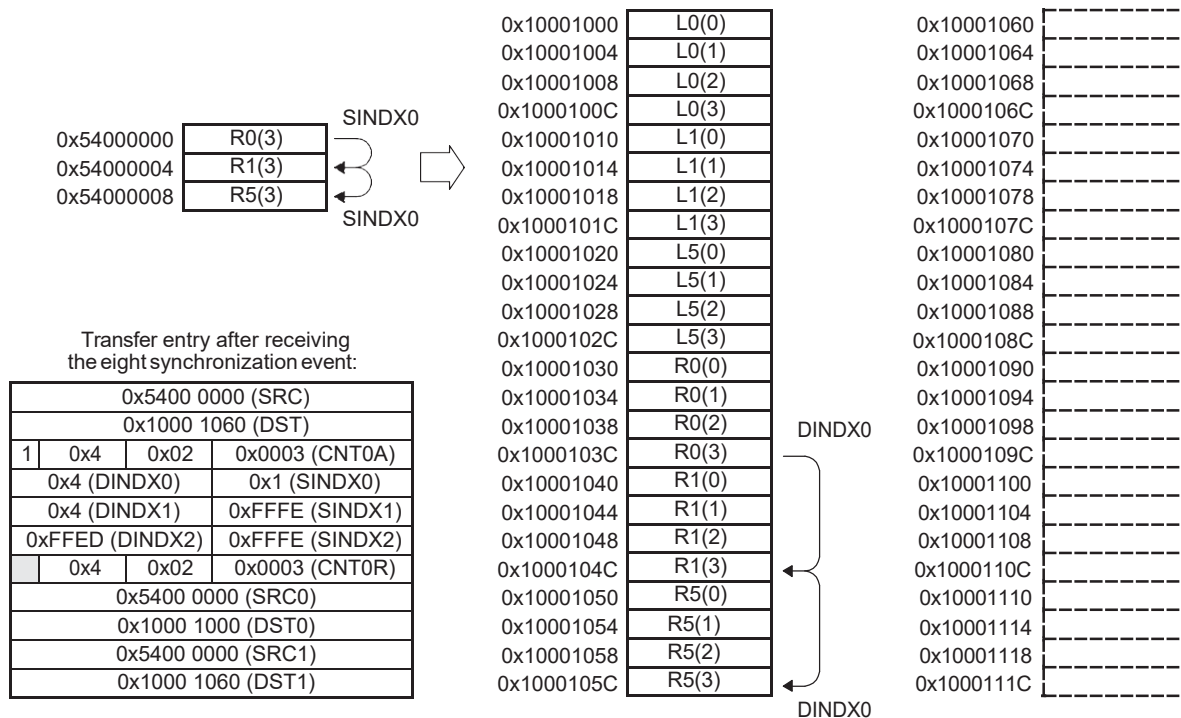 SINDX0
0x54000000 R0(3)
0x54000004 R1(3)
0x54000008 R5(3)
SINDX0
Transfer entry after receiving
the eight synchronization event:
0x5400 0000 (SRC)
0x1000 1060 (DST)
1 0x4 0x02 0x0003 (CNT0A)
0x4 (DINDX0) 0x1 (SINDX0)
0x4 (DINDX1) 0xFFFE (SINDX1)
0xFFED (DINDX2) 0xFFFE (SINDX2)
0x4 0x02 0x0003 (CNT0R)
0x5400 0000 (SRC0)
0x1000 1000 (DST0)
0x5400 0000 (SRC1)
0x1000 1060 (DST1)
0x10001000 L0(0)
0x10001004 L0(1)
0x10001008 L0(2)
0x1000100C L0(3)
0x10001010 L1(0)
0x10001014 L1(1)
0x10001018 L1(2)
0x1000101C L1(3)
0x10001020 L5(0)
0x10001024 L5(1)
0x10001028 L5(2)
0x1000102C L5(3)
0x10001030 R0(0)
0x10001034 R0(1)
0x10001038 R0(2)
0x1000103C R0(3)
0x10001040 R1(0)
0x10001044 R1(1)
0x10001048 R1(2)
0x1000104C R1(3)
0x10001050 R5(0)
0x10001054 R5(1)
0x10001058 R5(2)
0x1000105C R5(3)
DINDX0
DINDX0
0x10001060
0x10001064
0x10001068
0x1000106C
0x10001070
0x10001074
0x10001078
0x1000107C
0x10001080
0x10001084
0x10001088
0x1000108C
0x10001090
0x10001094
0x10001098
0x1000109C
0x10001100
0x10001104
0x10001108
0x1000110C
0x10001110
0x10001114
0x10001118
0x1000111C